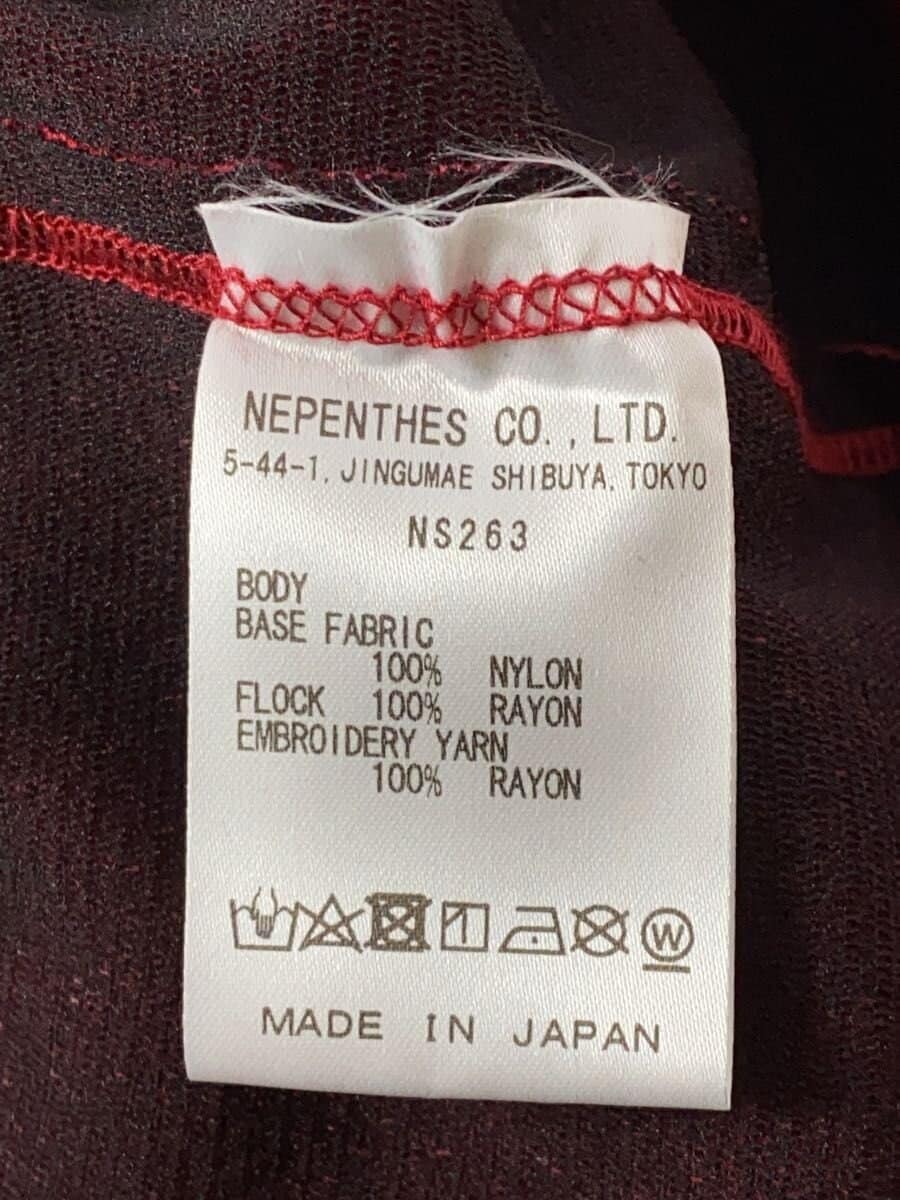 NEPENTHES CO., LTD.
5-44-1, JINGUMAE SHIBUYA, TOKYO
NS263
BODY
BASE FABRIC
100% NYLON
FLOCK 100% RAYON
EMBROIDERY YARN
100% RAYON
W
MADE IN JAPAN